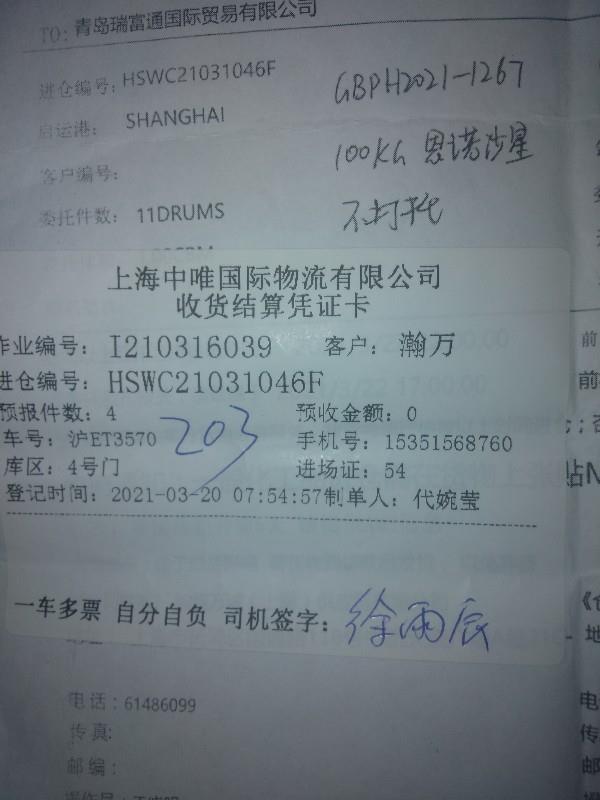 TO: 青岛瑞富通国际贸易有限公司
进仓编号: HSWC21031046F
GBPH2021-1267
启运港: SHANGHAI
100KG 恩诺沙星
客户编号:
委托件数: 11DRUMS
不打托
上海中唯国际物流有限公司
收货结算凭证卡
作业编号: I210316039 客户: 瀚万
进仓编号: HSWC21031046F
预报件数: 4 预收金额: 0
203
车号: 沪ET3570 手机号: 15351568760
库区: 4号门 进场证: 54
登记时间: 2021-03-20 07:54:57 制单人: 代婉莹
一车多票 自分自负 司机签字: 徐雨辰
电话: 61486099
传真:
邮编: